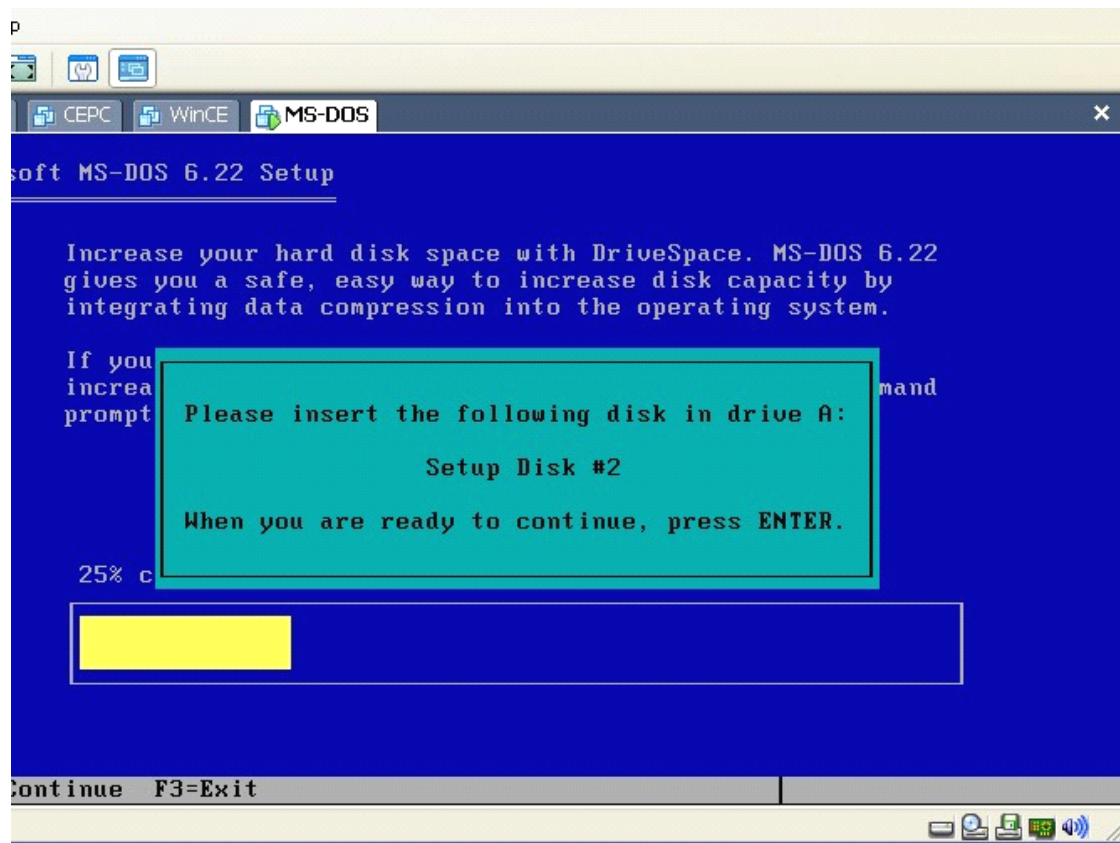 p
CEPC WinCE MS-DOS
soft MS-DOS 6.22 Setup
Increase your hard disk space with DriveSpace. MS-DOS 6.22
gives you a safe, easy way to increase disk capacity by
integrating data compression into the operating system.
If you
increa mand
prompt
Please insert the following disk in drive A:
Setup Disk #2
When you are ready to continue, press ENTER.
25% c
Continue F3=Exit